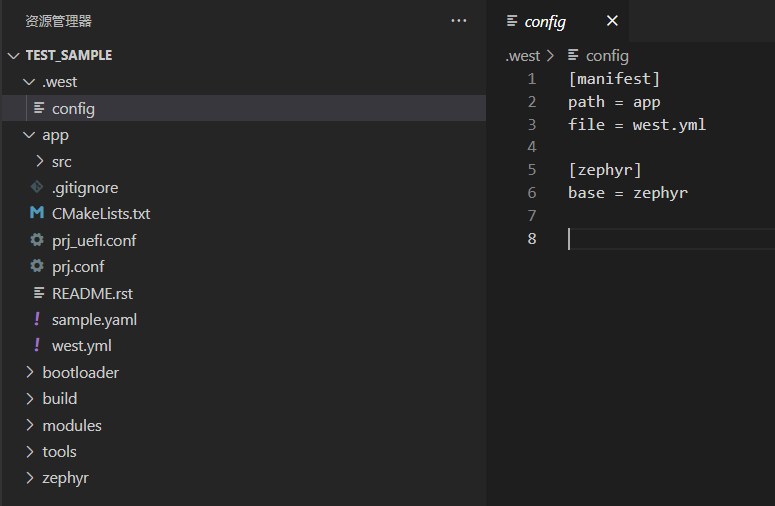 资源管理器
TEST_SAMPLE
.west
config
app
src
.gitignore
CMakeLists.txt
prj_uefi.conf
prj.conf
README.rst
sample.yaml
west.yml
bootloader
build
modules
tools
zephyr
config
.west > config
1 [manifest]
2 path = app
3 file = west.yml
4
5 [zephyr]
6 base = zephyr
7
8